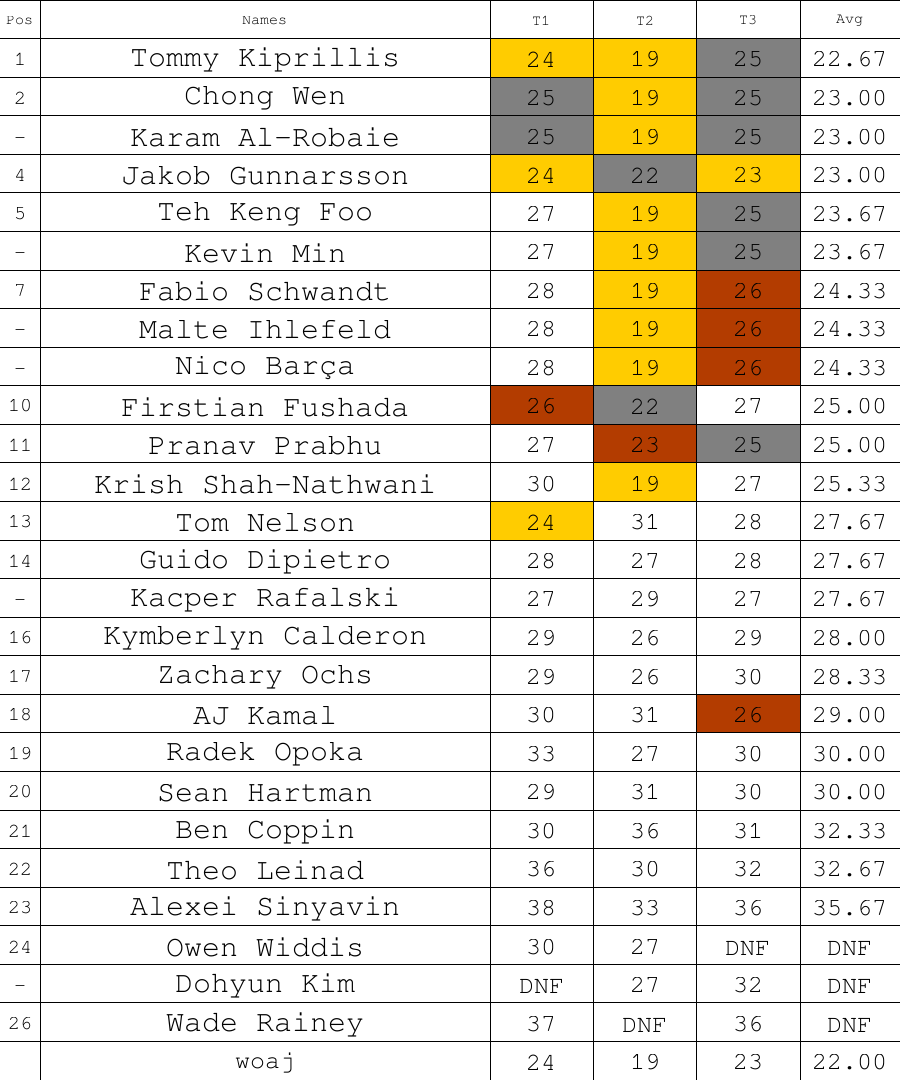 Pos Names T1 T2 T3 Avg
1 Tommy Kiprillis 24 19 25 22.67
2 Chong Wen 25 19 25 23.00
– Karam Al-Robaie 25 19 25 23.00
4 Jakob Gunnarsson 24 22 23 23.00
5 Teh Keng Foo 27 19 25 23.67
– Kevin Min 27 19 25 23.67
7 Fabio Schwandt 28 19 26 24.33
– Malte Ihlefeld 28 19 26 24.33
– Nico Barça 28 19 26 24.33
10 Firstian Fushada 26 22 27 25.00
11 Pranav Prabhu 27 23 25 25.00
12 Krish Shah-Nathwani 30 19 27 25.33
13 Tom Nelson 24 31 28 27.67
14 Guido Dipietro 28 27 28 27.67
– Kacper Rafalski 27 29 27 27.67
16 Kymberlyn Calderon 29 26 29 28.00
17 Zachary Ochs 29 26 30 28.33
18 AJ Kamal 30 31 26 29.00
19 Radek Opoka 33 27 30 30.00
20 Sean Hartman 29 31 30 30.00
21 Ben Coppin 30 36 31 32.33
22 Theo Leinad 36 30 32 32.67
23 Alexei Sinyavin 38 33 36 35.67
24 Owen Widdis 30 27 DNF DNF
– Dohyun Kim DNF 27 32 DNF
26 Wade Rainey 37 DNF 36 DNF
woaj 24 19 23 22.00